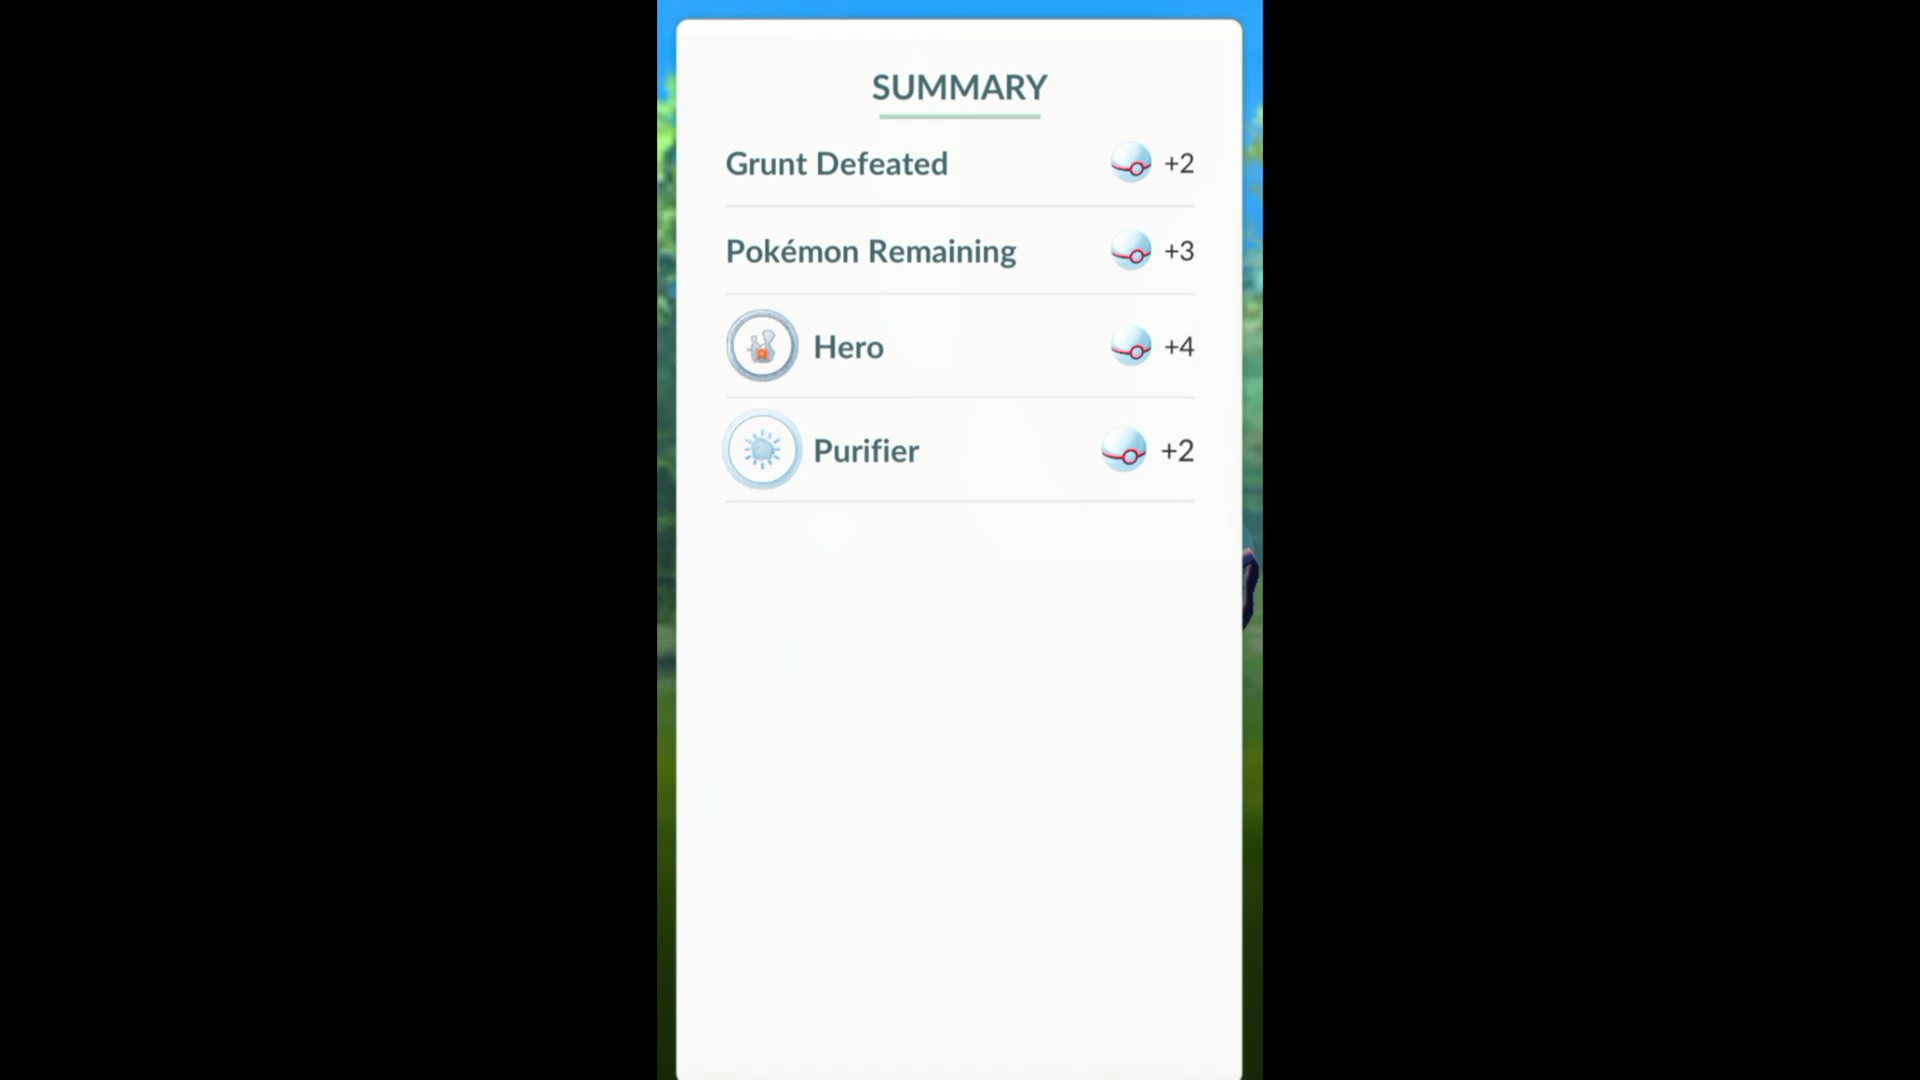 SUMMARY
Grunt Defeated +2
Pokémon Remaining +3
Hero +4
Purifier +2